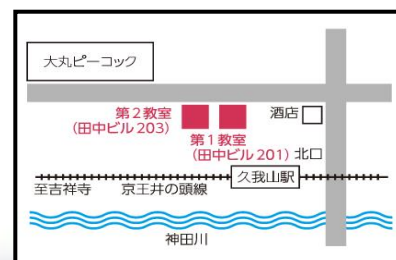 大丸ピーコック
第2教室
(田中ビル203)
酒店
第1教室
(田中ビル201)
北口
久我山駅
至吉祥寺
京王井の頭線
神田川